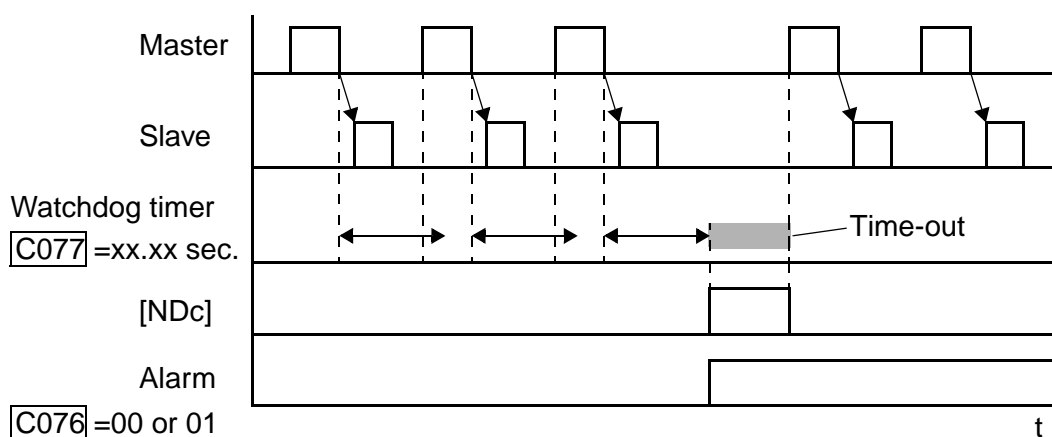 Master
Slave
Watchdog timer
C077 =xx.xx sec.
Time-out
[NDc]
Alarm
C076 =00 or 01
t